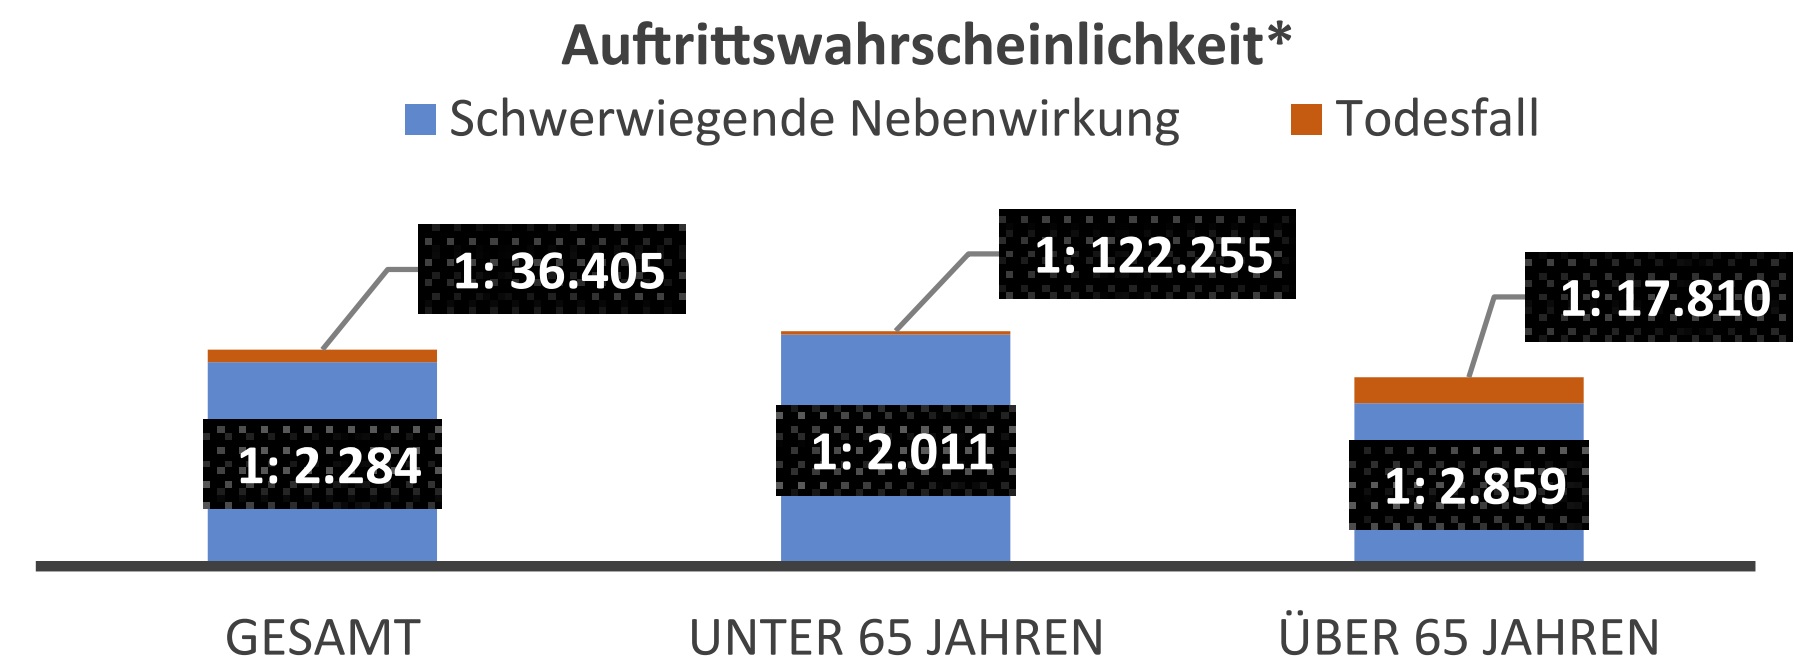 Auftrittswahrscheinlichkeit*
Schwerwiegende Nebenwirkung Todesfall
1: 36.405
1: 122.255
1: 17.810
1: 2.284
1: 2.011
1: 2.859
GESAMT
UNTER 65 JAHREN
ÜBER 65 JAHREN